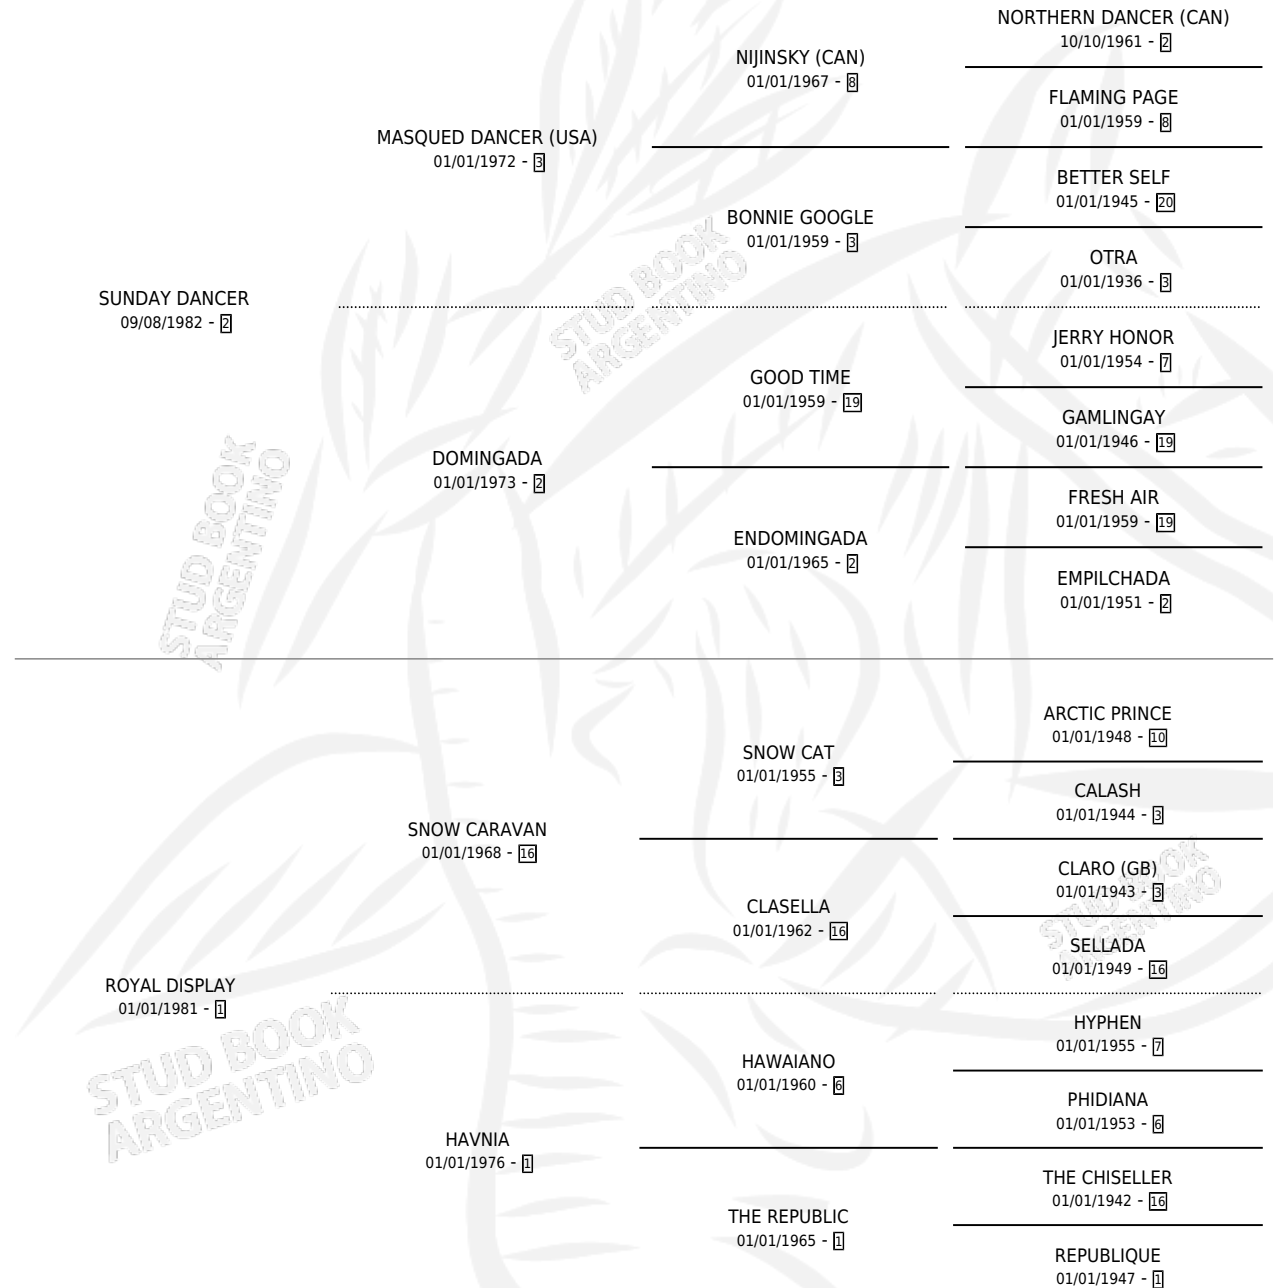 NORTHERN DANCER (CAN)
10/10/1961 - 2
NIJINSKY (CAN)
01/01/1967 - 8
FLAMING PAGE
01/01/1959 - 8
MASQUED DANCER (USA)
01/01/1972 - 3
BETTER SELF
01/01/1945 - 20
BONNIE GOOGLE
01/01/1959 - 3
OTRA
01/01/1936 - 3
SUNDAY DANCER
09/08/1982 - 2
JERRY HONOR
01/01/1954 - 7
GOOD TIME
01/01/1959 - 19
GAMLINGAY
01/01/1946 - 19
DOMINGADA
01/01/1973 - 2
FRESH AIR
01/01/1959 - 19
ENDOMINGADA
01/01/1965 - 2
EMPILCHADA
01/01/1951 - 2
ARCTIC PRINCE
01/01/1948 - 10
SNOW CAT
01/01/1955 - 3
CALASH
01/01/1944 - 3
SNOW CARAVAN
01/01/1968 - 16
CLARO (GB)
01/01/1943 - 3
CLASELLA
01/01/1962 - 16
SELLADA
01/01/1949 - 16
ROYAL DISPLAY
01/01/1981 - 1
HYPHEN
01/01/1955 - 7
HAWAIANO
01/01/1960 - 6
PHIDIANA
01/01/1953 - 6
HAVNIA
01/01/1976 - 1
THE CHISELLER
01/01/1942 - 16
THE REPUBLIC
01/01/1965 - 1
REPUBLIQUE
01/01/1947 - 1
STUD BOOK
ARGENTINO
STUD BOOK
ARGENTINO
STUD BOOK
ARGENTINO
STUD BOOK
ARGENTINO